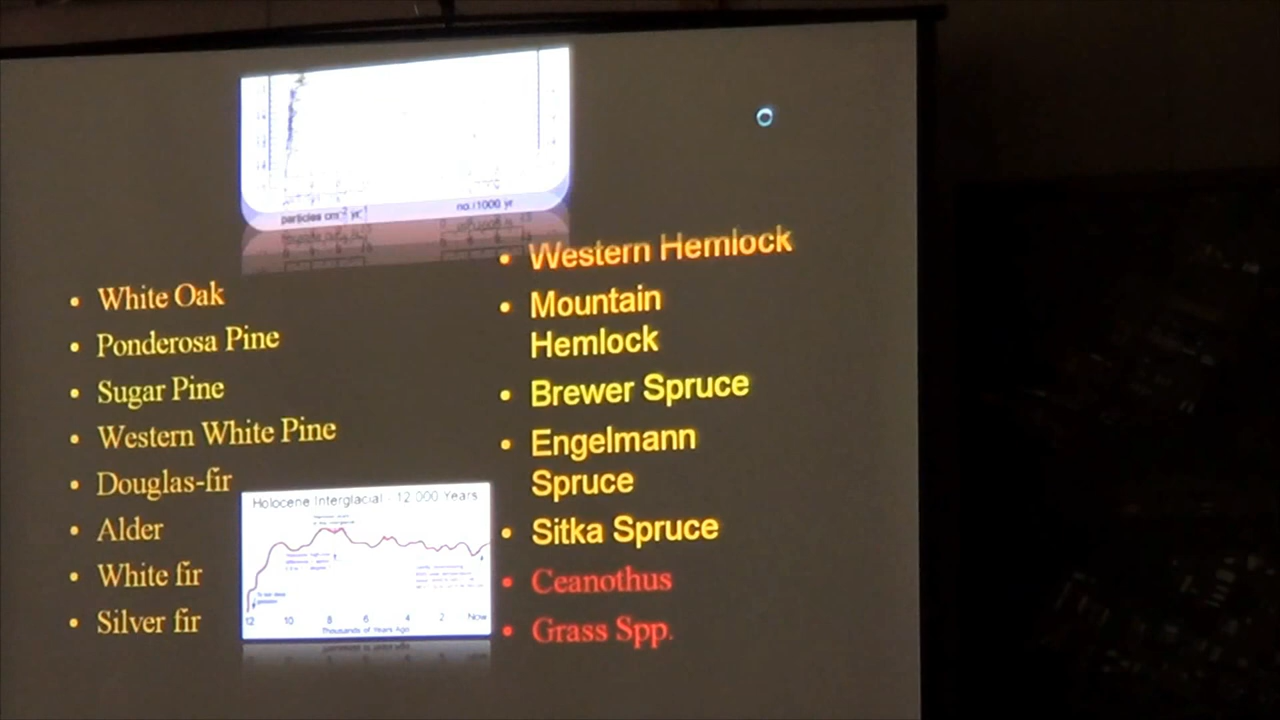 particles cm⁻² yr⁻¹
no./1000 yr
White Oak
Ponderosa Pine
Sugar Pine
Western White Pine
Douglas-fir
Alder
White fir
Silver fir
Western Hemlock
Mountain
Hemlock
Brewer Spruce
Engelmann
Spruce
Sitka Spruce
Ceanothus
Grass Spp.
Holocene Interglacial - 12,000 Years
12 10 8 6 4 2 Now
Thousands of Years Ago